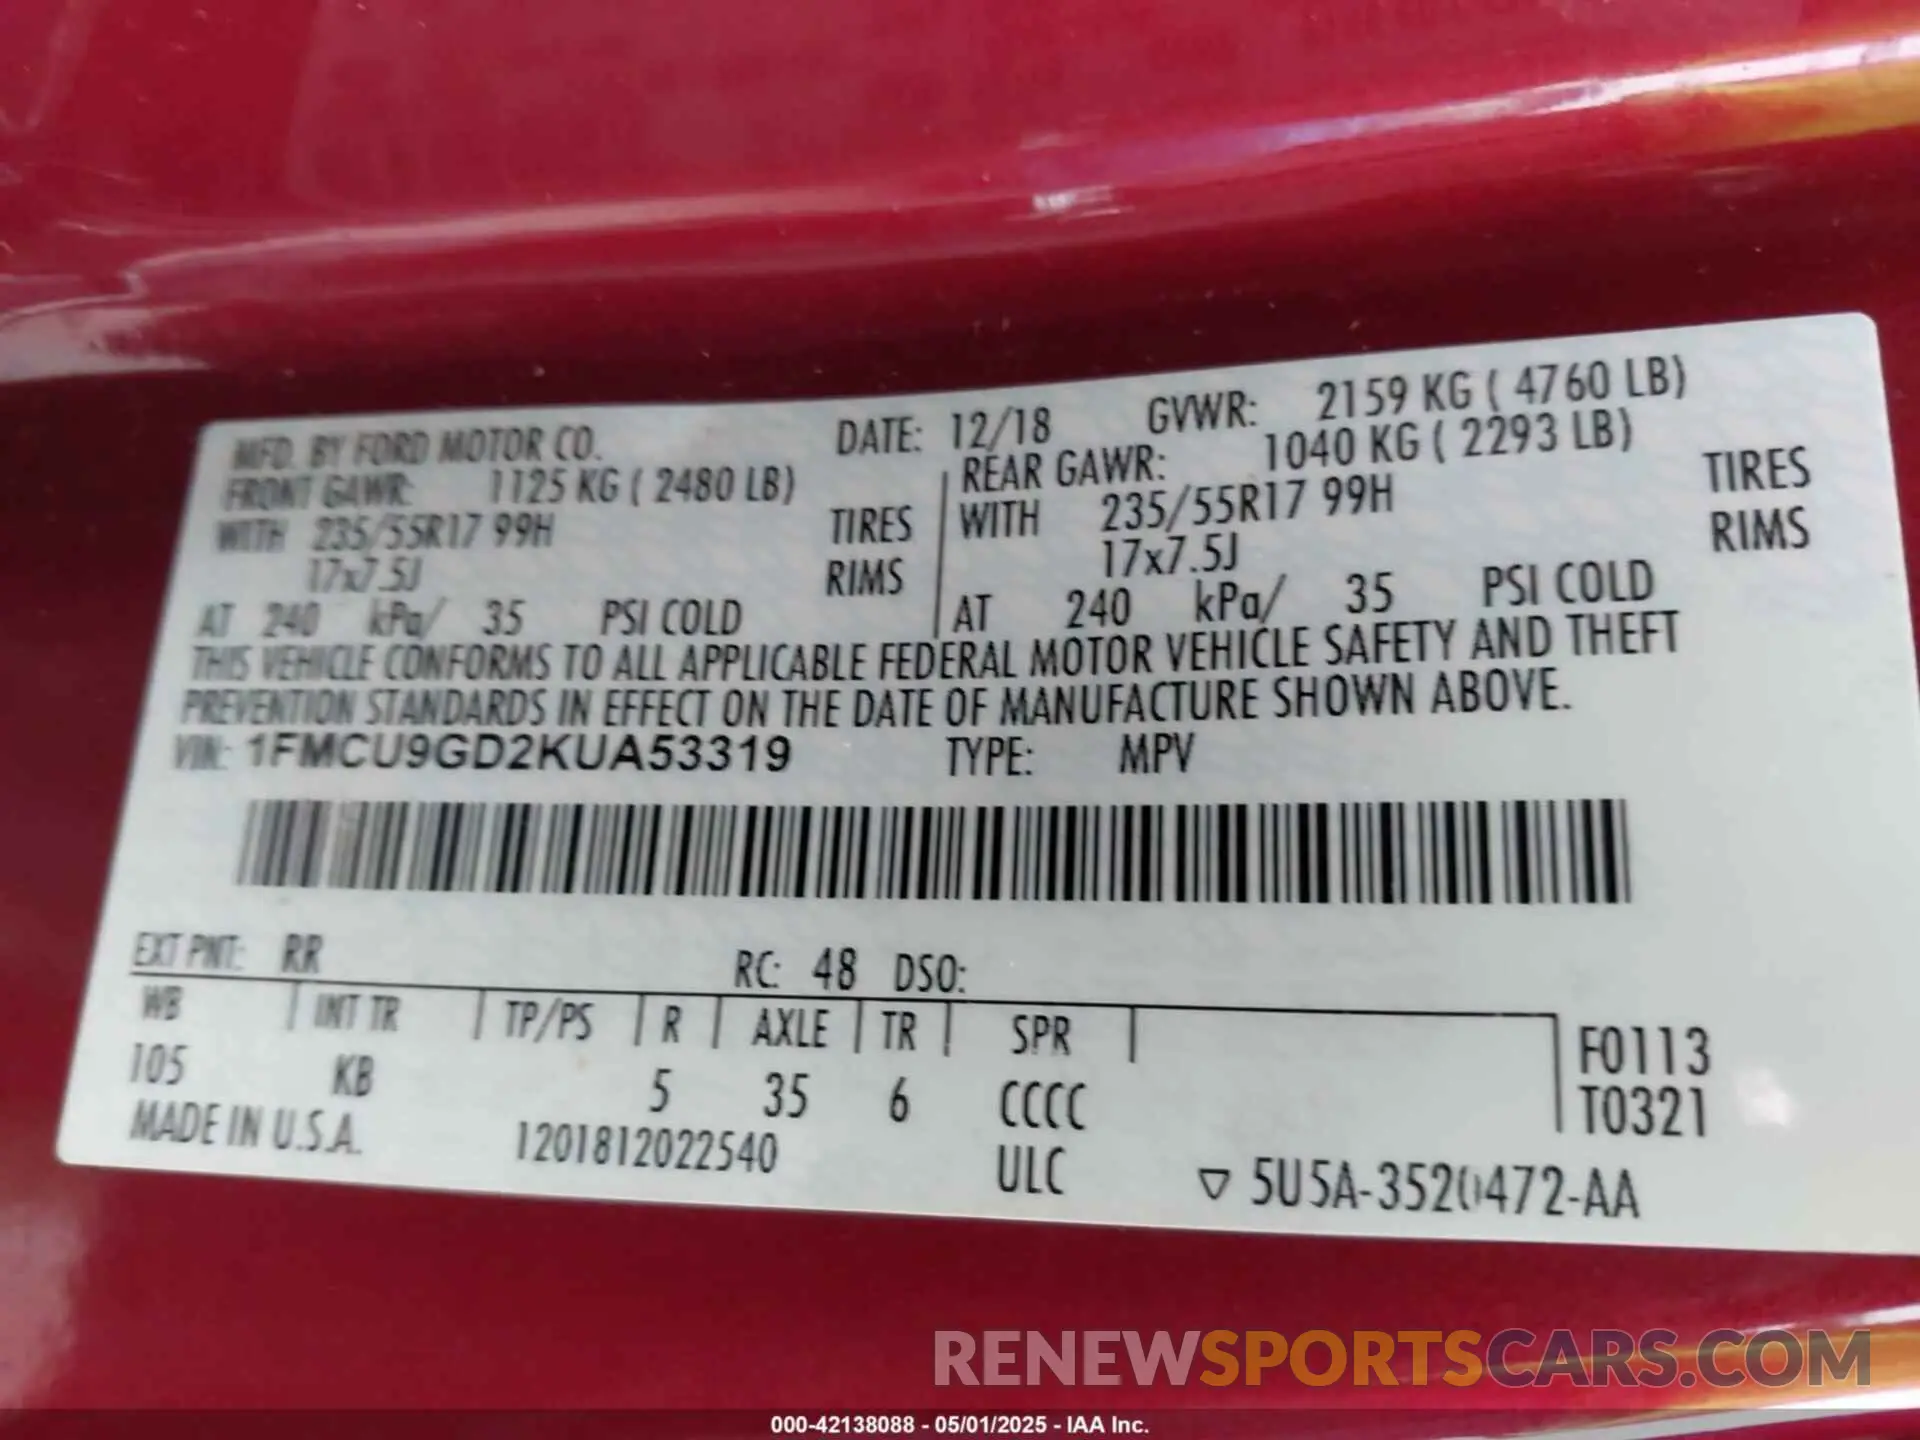 MFD. BY FORD MOTOR CO. DATE: 12/18 GVWR: 2159 KG ( 4760 LB)
FRONT GAWR: 1125 KG ( 2480 LB) REAR GAWR: 1040 KG ( 2293 LB)
WITH 235/55R17 99H TIRES WITH 235/55R17 99H TIRES
17x7.5J RIMS 17x7.5J RIMS
AT 240 kPa/ 35 PSI COLD AT 240 kPa/ 35 PSI COLD
THIS VEHICLE CONFORMS TO ALL APPLICABLE FEDERAL MOTOR VEHICLE SAFETY AND THEFT
PREVENTION STANDARDS IN EFFECT ON THE DATE OF MANUFACTURE SHOWN ABOVE.
VIN: 1FMCU9GD2KUA53319 TYPE: MPV
EXT PNT: RR RC: 48 DSO:
WB INT TR TP/PS R AXLE TR SPR F0113
105 KB 5 35 6 CCCC T0321
MADE IN U.S.A. 1201812022540 ULC ▽ 5U5A-3520472-AA
RENEWSPORTSCARS.COM
000-42138088 - 05/01/2025 - IAA Inc.